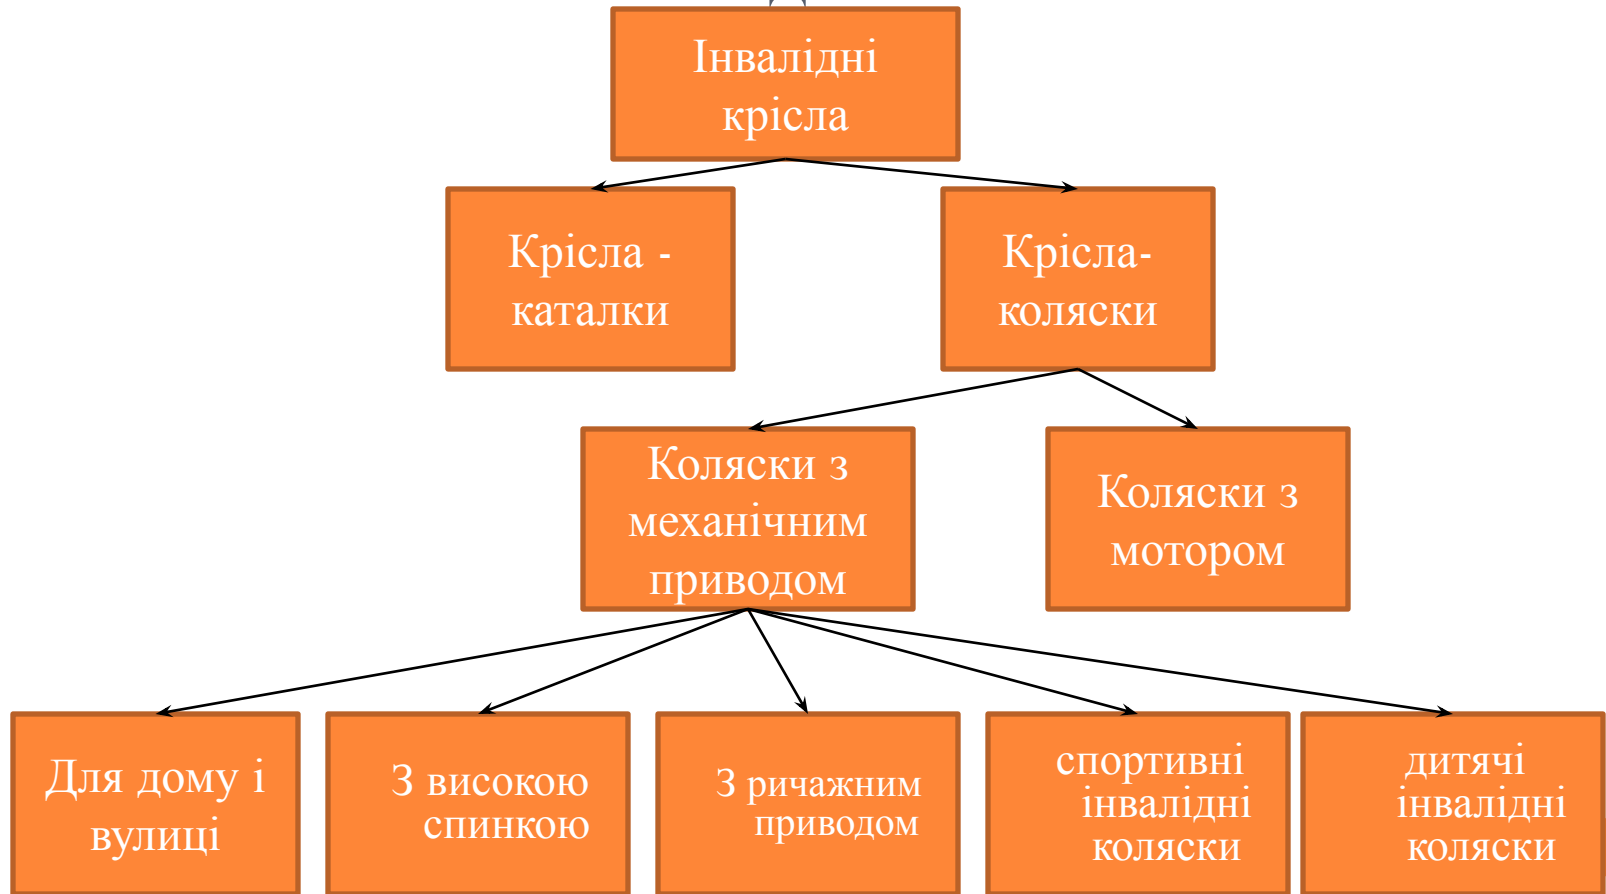 Інвалідні
крісла
Крісла -
каталки
Крісла-
коляски
Коляски з
механічним
приводом
Коляски з
мотором
Для дому і
вулиці
З високою
спинкою
З ричажним
приводом
спортивні
інвалідні
коляски
дитячі
інвалідні
коляски